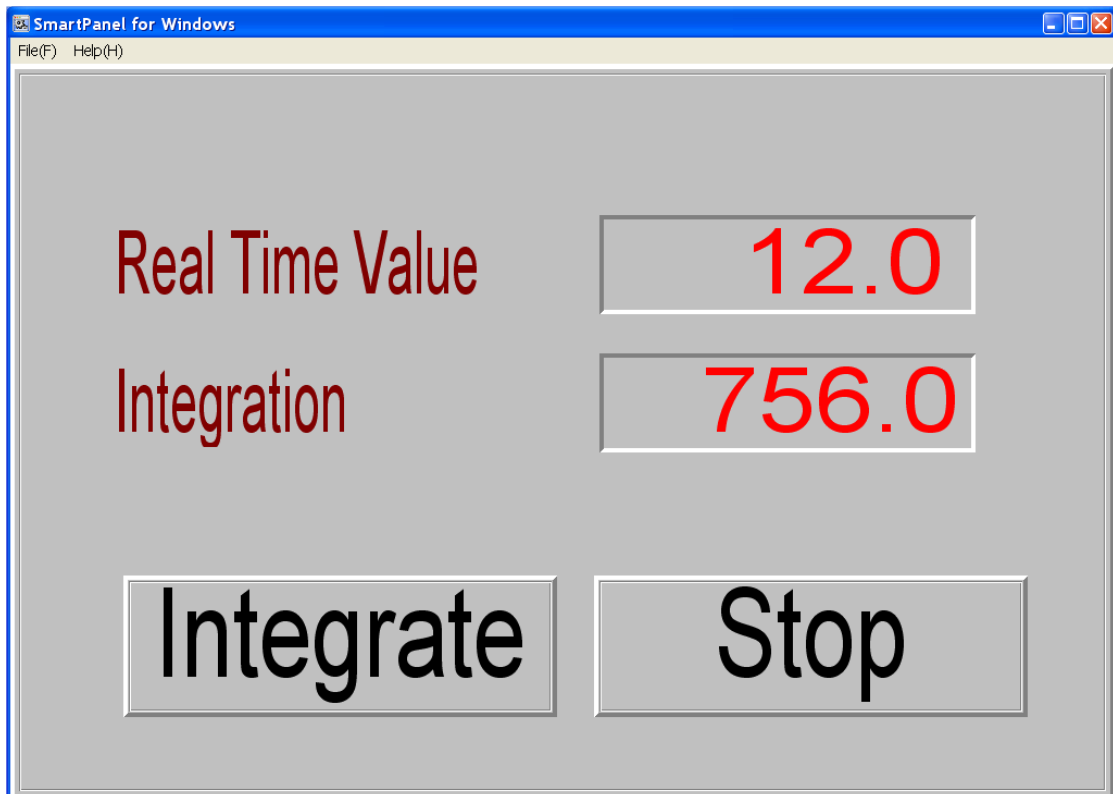 SmartPanel for Windows
File(F) Help(H)
Real Time Value 12.0
Integration 756.0
Integrate Stop